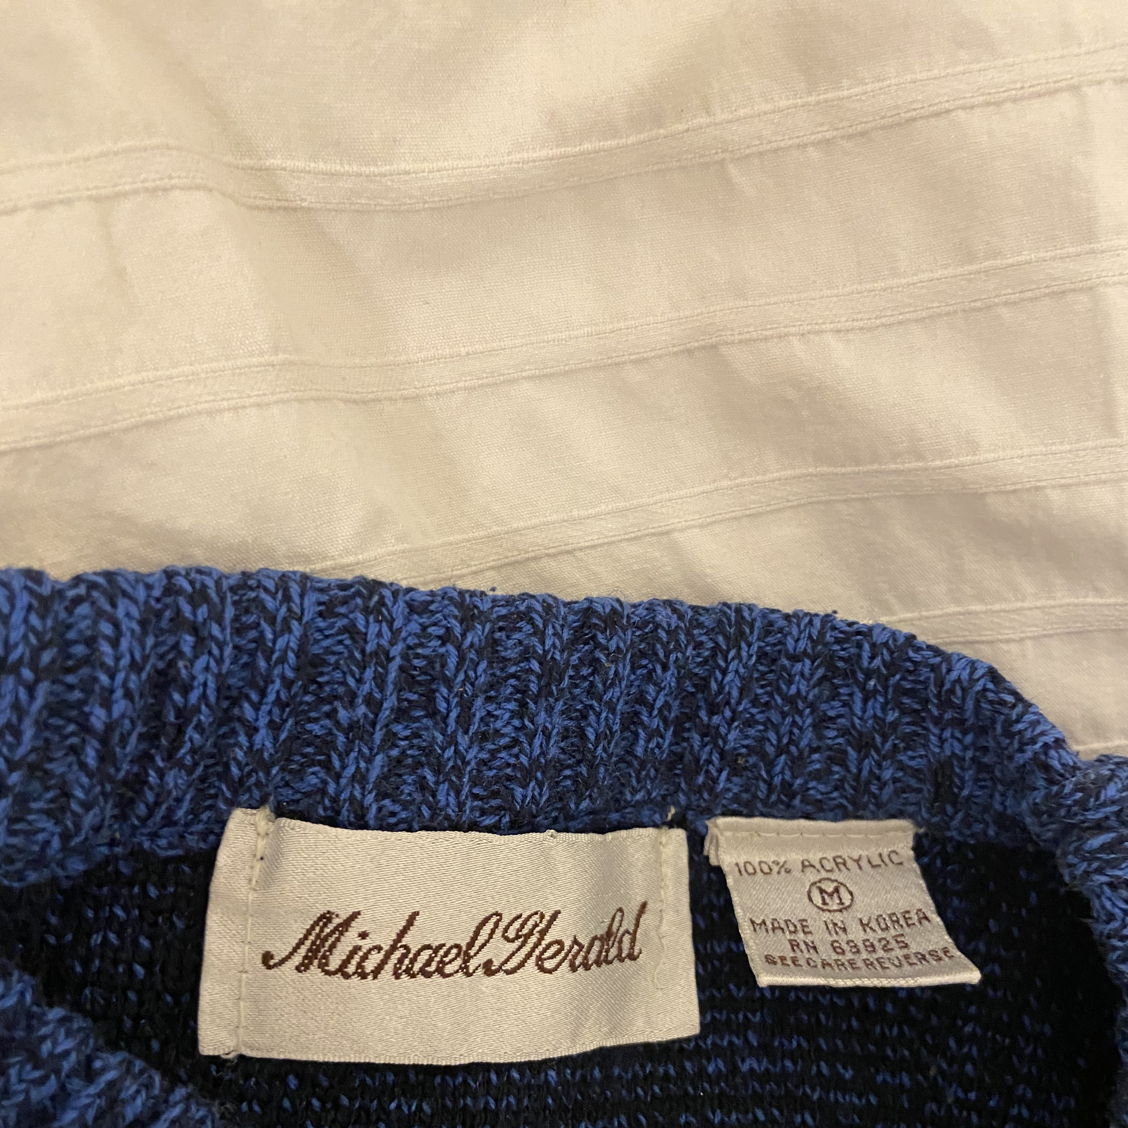 Michael Gerald
100% ACRYLIC
M
MADE IN KOREA
RN 63925
SEE CARE REVERSE